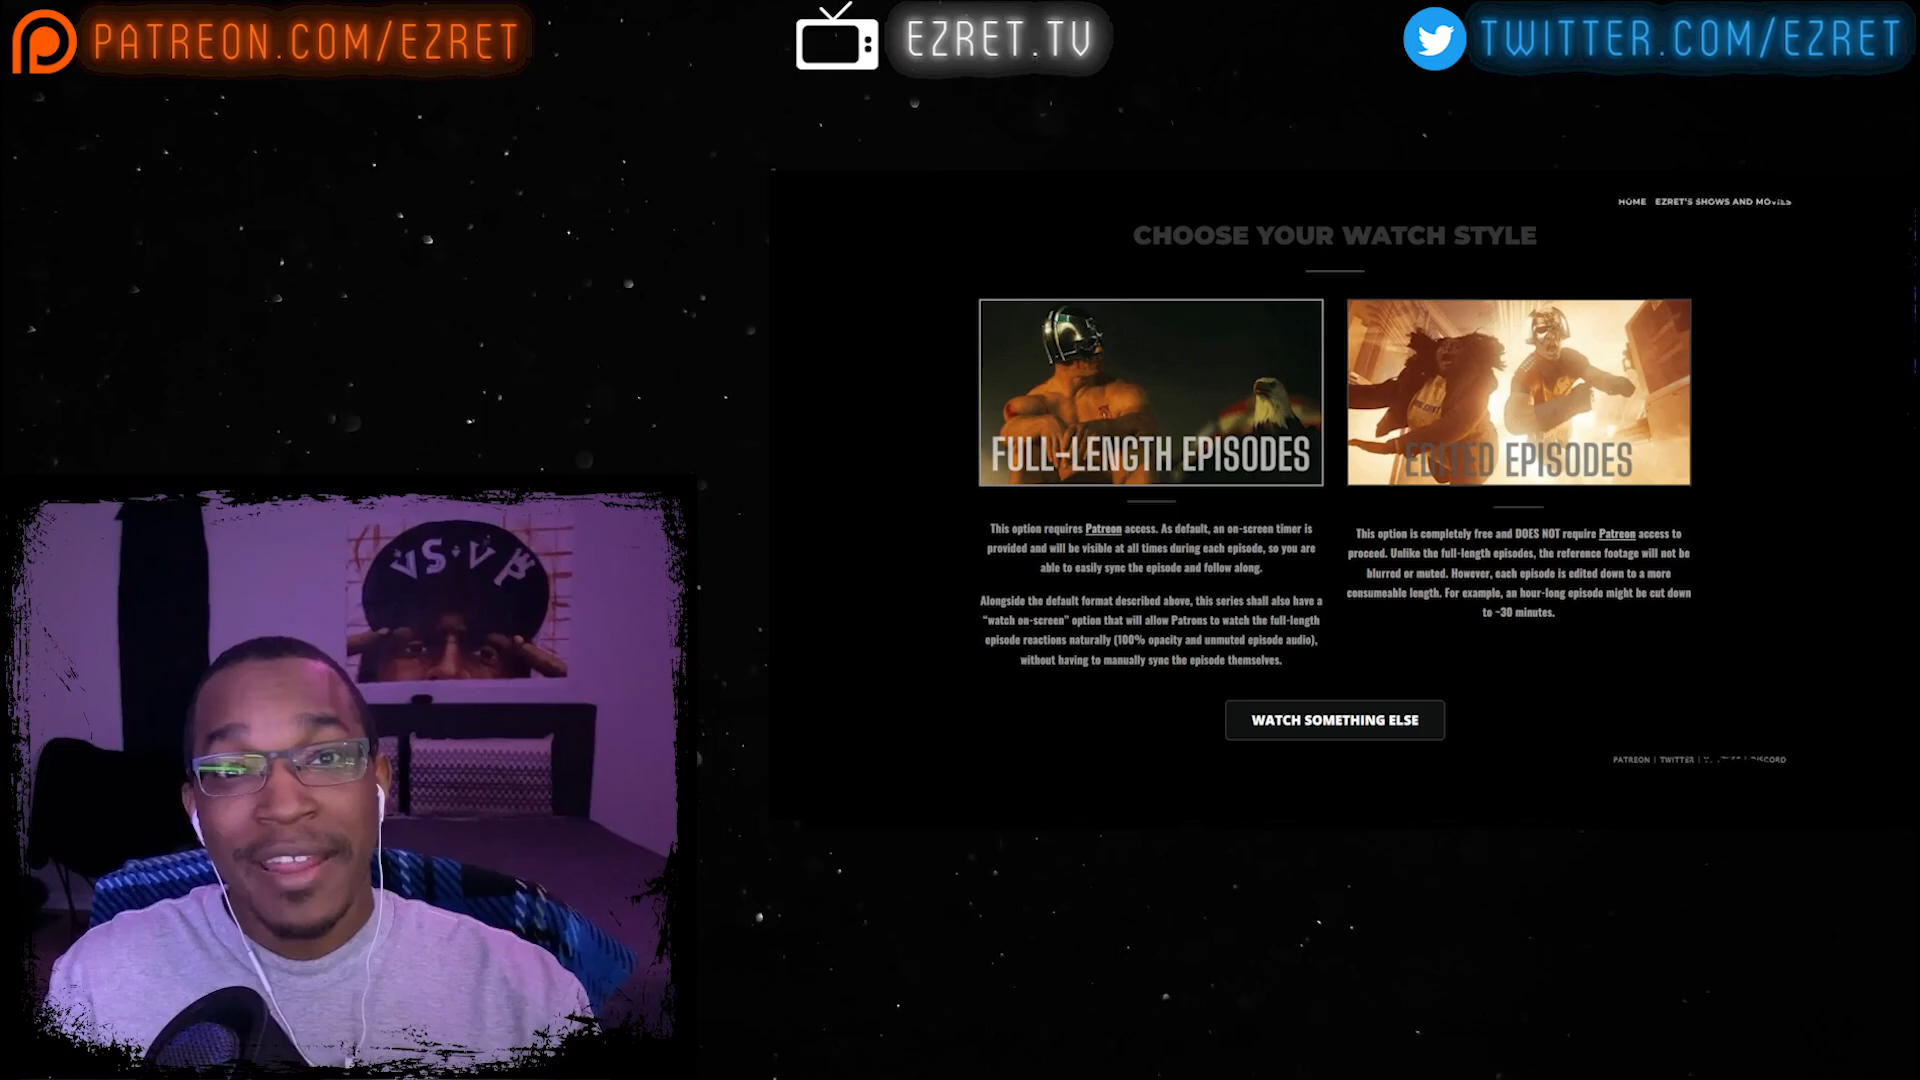 PATREON.COM/EZRET
EZRET.TV
TWITTER.COM/EZRET
HOME EZRET'S SHOWS AND MOVIES
CHOOSE YOUR WATCH STYLE
FULL-LENGTH EPISODES
EDITED EPISODES
This option requires Patreon access. As default, an on-screen timer is
provided and will be visible at all times during each episode, so you are
able to easily sync the episode and follow along.
Alongside the default format described above, this series shall also have a
"watch on-screen" option that will allow Patrons to watch the full-length
episode reactions naturally (100% opacity and unmuted episode audio),
without having to manually sync the episode themselves.
This option is completely free and DOES NOT require Patreon access to
proceed. Unlike the full-length episodes, the reference footage will not be
blurred or muted. However, each episode is edited down to a more
consumeable length. For example, an hour-long episode might be cut down
to ~30 minutes.
WATCH SOMETHING ELSE
PATREON | TWITTER | DISCORD
VSVP